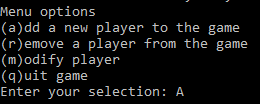 Menu options
(a)dd a new player to the game
(r)emove a player from the game
(m)odify player
(q)uit game
Enter your selection: A